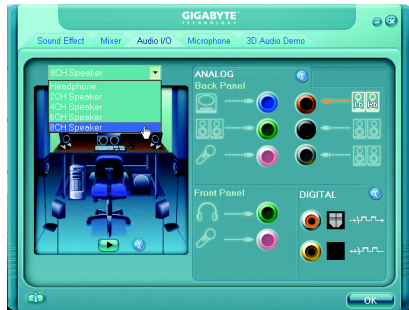 GIGABYTE
TECHNOLOGY
Sound Effect Mixer Audio I/O Microphone 3D Audio Demo
8CH Speaker
Headphone
2CH Speaker
4CH Speaker
6CH Speaker
8CH Speaker
ANALOG
Back Panel
Front Panel
DIGITAL
OK